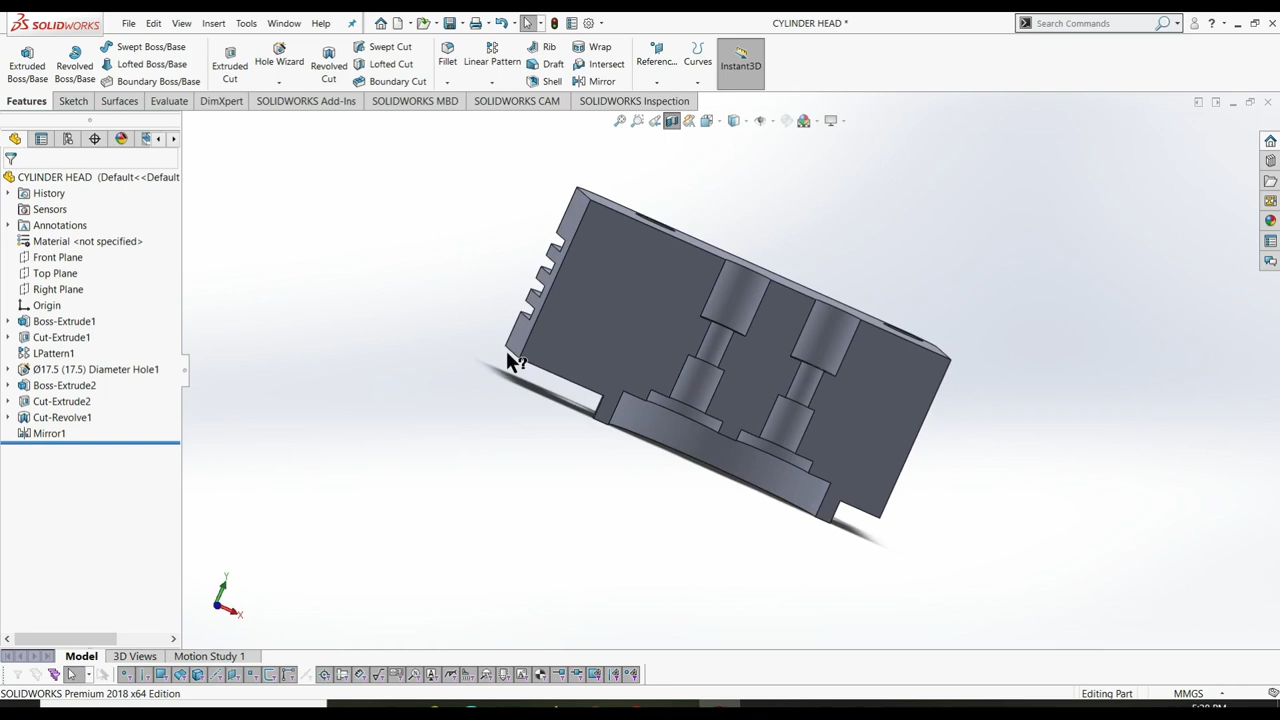 SOLIDWORKS File Edit View Insert Tools Window Help CYLINDER HEAD * Search Commands
Extruded Boss/Base
Revolved Boss/Base
Swept Boss/Base
Lofted Boss/Base
Boundary Boss/Base
Extruded Cut
Hole Wizard
Revolved Cut
Swept Cut
Lofted Cut
Boundary Cut
Fillet
Linear Pattern
Rib
Draft
Shell
Wrap
Intersect
Mirror
Referenc...
Curves
Instant3D
Features Sketch Surfaces Evaluate DimXpert SOLIDWORKS Add-Ins SOLIDWORKS MBD SOLIDWORKS CAM SOLIDWORKS Inspection
CYLINDER HEAD (Default<<Default
History
Sensors
Annotations
Material <not specified>
Front Plane
Top Plane
Right Plane
Origin
Boss-Extrude1
Cut-Extrude1
LPattern1
Ø17.5 (17.5) Diameter Hole1
Boss-Extrude2
Cut-Extrude2
Cut-Revolve1
Mirror1
Y
X
Model 3D Views Motion Study 1
SOLIDWORKS Premium 2018 x64 Edition Editing Part MMGS